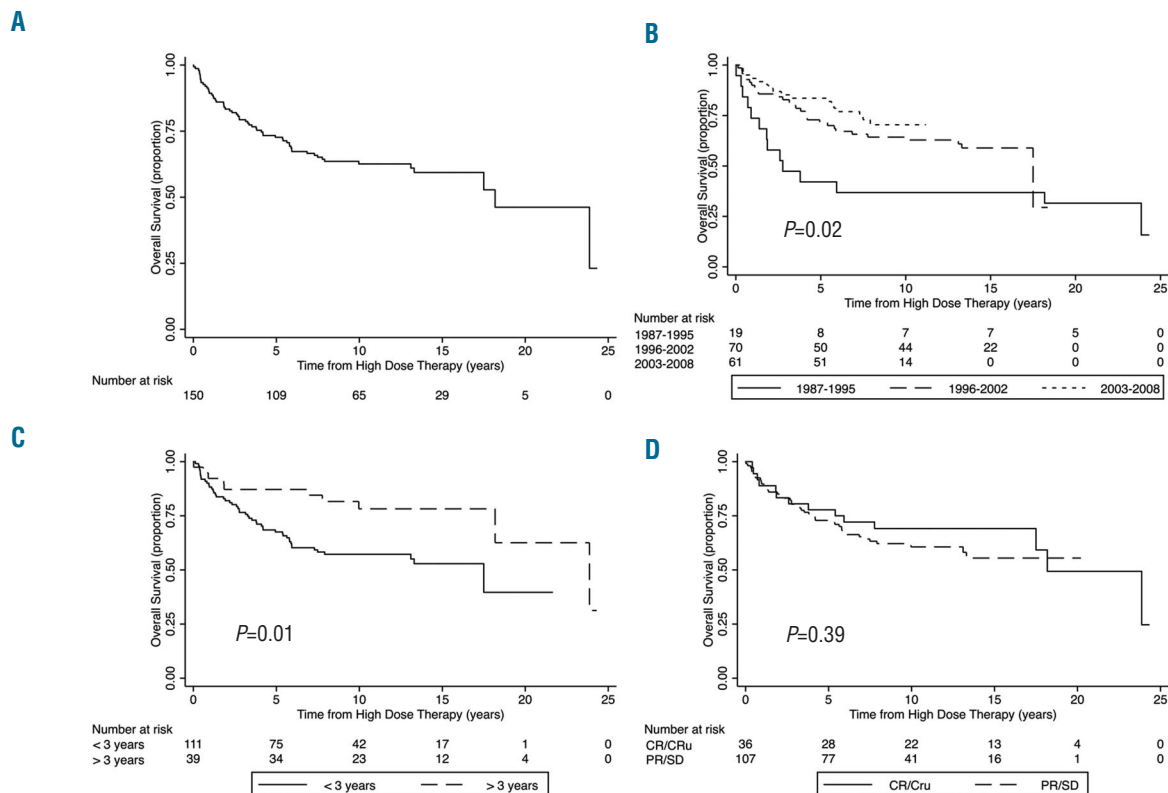 A
Overall Survival (proportion)
1.00
0.75
0.50
0.25
0.00
0 5 10 15 20 25
Time from High Dose Therapy (years)
Number at risk
150 109 65 29 5 0
B
Overall Survival (proportion)
1.00
0.75
0.50
0.25
0.00
P=0.02
0 5 10 15 20 25
Time from High Dose Therapy (years)
Number at risk
1987-1995 19 8 7 7 5 0
1996-2002 70 50 44 22 0 0
2003-2008 61 51 14 0 0 0
1987-1995 1996-2002 2003-2008
C
Overall Survival (proportion)
1.00
0.75
0.50
0.25
0.00
P=0.01
0 5 10 15 20 25
Time from High Dose Therapy (years)
Number at risk
< 3 years 111 75 42 17 1 0
> 3 years 39 34 23 12 4 0
< 3 years > 3 years
D
Overall Survival (proportion)
1.00
0.75
0.50
0.25
0.00
P=0.39
0 5 10 15 20 25
Time from High Dose Therapy (years)
Number at risk
CR/CRu 36 28 22 13 4 0
PR/SD 107 77 41 16 1 0
CR/Cru PR/SD